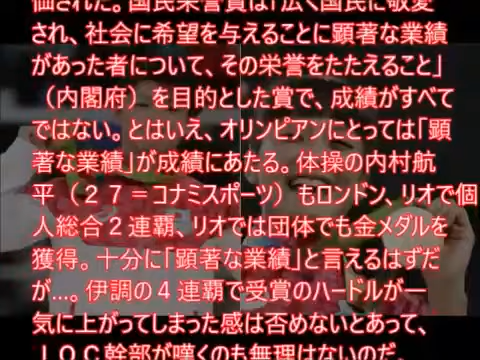 価された。国民栄誉賞は「広く国民に敬愛
され、社会に希望を与えることに顕著な業績
があった者について、その栄誉をたたえること」
（内閣府）を目的とした賞で、成績がすべて
ではない。とはいえ、オリンピアンにとっては「顕
著な業績」が成績にあたる。体操の内村航
平（２７＝コナミスポーツ）もロンドン、リオで個
人総合２連覇、リオでは団体でも金メダルを
獲得。十分に「顕著な業績」と言えるはずだ
が…。伊調の４連覇で受賞のハードルが一
気に上がってしまった感は否めないとあって、
ＪＯＣ幹部が嘆くのも無理はないのだ